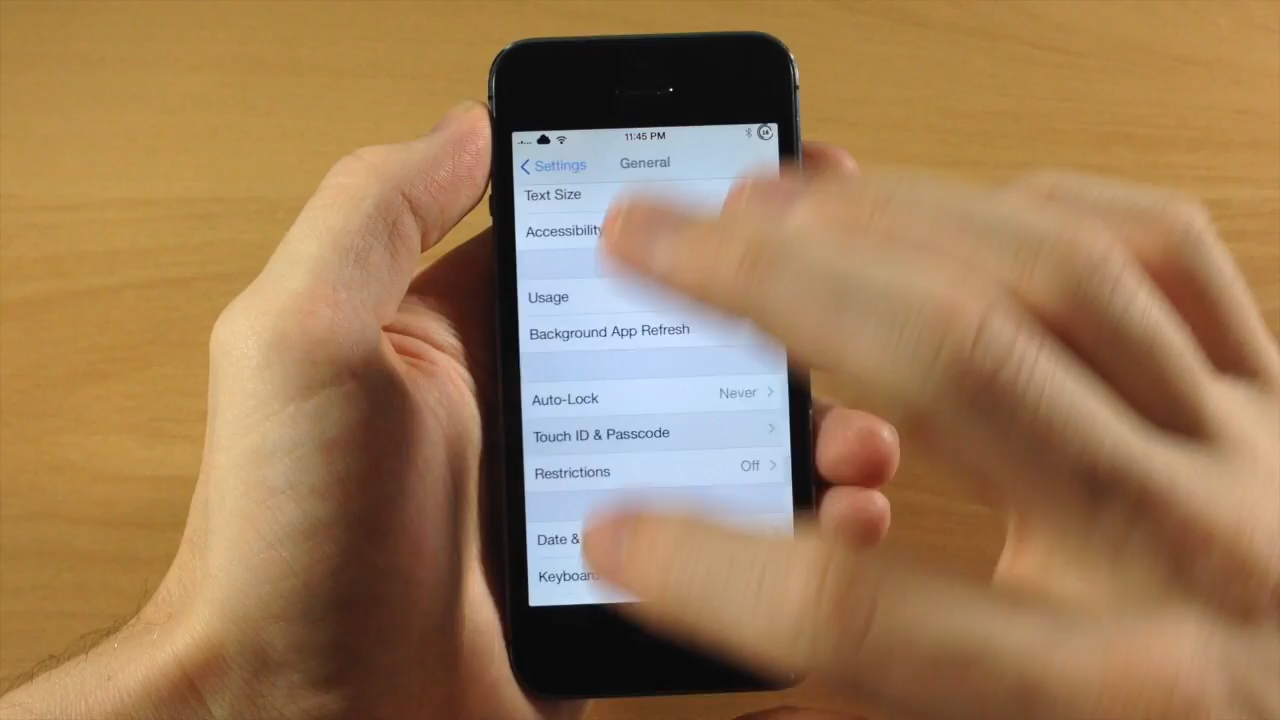 11:45 PM
Settings General
Text Size
Accessibility
Usage
Background App Refresh
Auto-Lock Never
Touch ID & Passcode
Restrictions Off
Date &
Keyboard